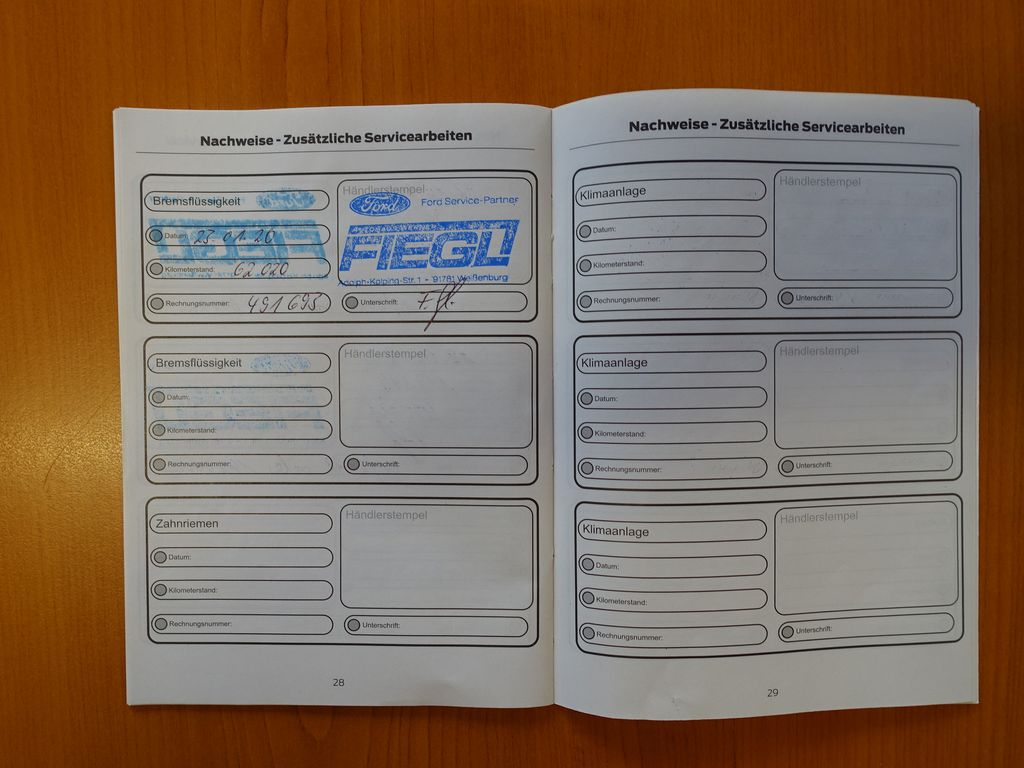 Nachweise - Zusätzliche Servicearbeiten
Bremsflüssigkeit
Händlerstempel
Ford
Ford Service-Partner
Datum: 23 01.20
FIEGL
Kilometerstand: 62.020
Adolph-Kolping-Str. 1 - 91781 Weißenburg
Rechnungsnummer: 491695
Unterschrift:
Bremsflüssigkeit
Händlerstempel
Datum:
Kilometerstand:
Rechnungsnummer:
Unterschrift:
Zahnriemen
Händlerstempel
Datum:
Kilometerstand:
Rechnungsnummer:
Unterschrift:
28
Nachweise - Zusätzliche Servicearbeiten
Klimaanlage
Händlerstempel
Datum:
Kilometerstand:
Rechnungsnummer:
Unterschrift:
Klimaanlage
Händlerstempel
Datum:
Kilometerstand:
Rechnungsnummer:
Unterschrift:
Klimaanlage
Händlerstempel
Datum:
Kilometerstand:
Rechnungsnummer:
Unterschrift:
29